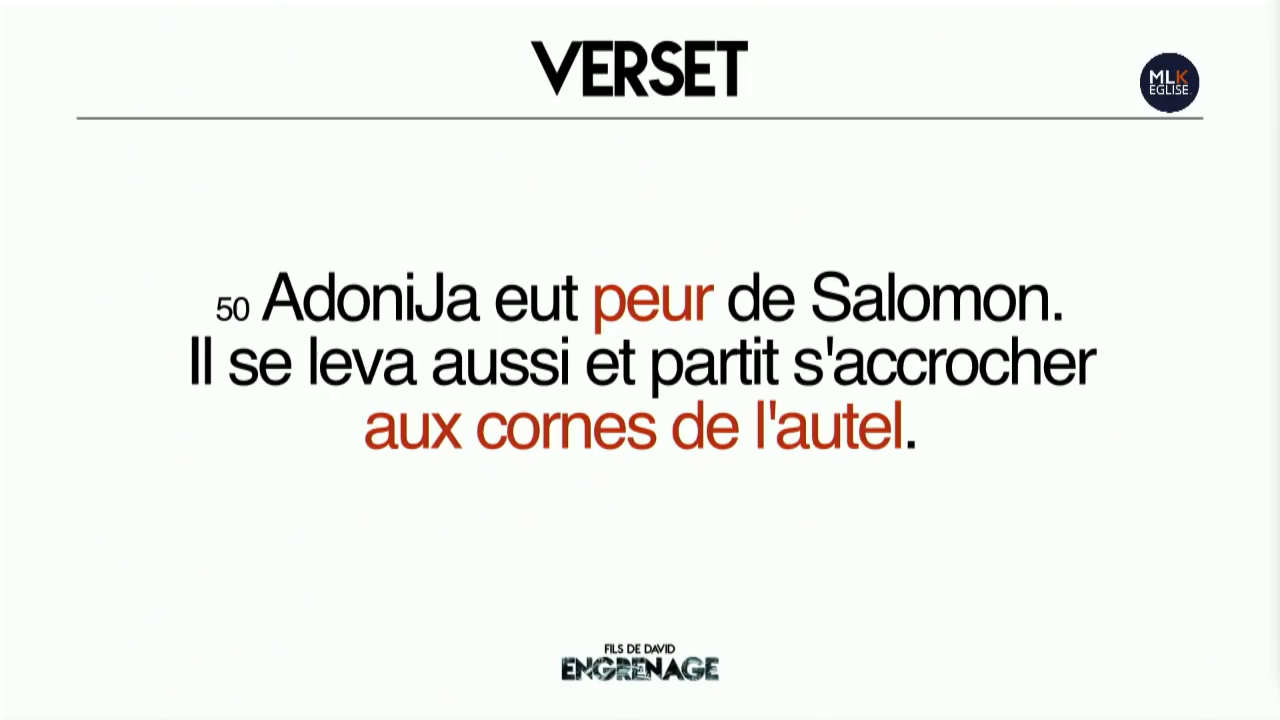 VERSET
MLK
EGLISE
50 AdoniJa eut peur de Salomon.
Il se leva aussi et partit s'accrocher
aux cornes de l'autel.
FILS DE DAVID
ENGRENAGE